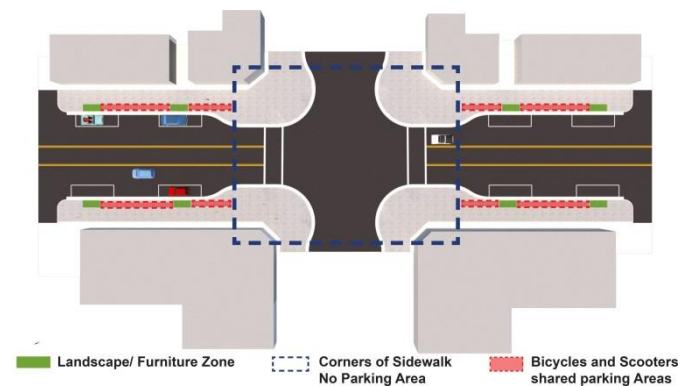 Landscape/ Furniture Zone
Corners of Sidewalk
No Parking Area
Bicycles and Scooters
shared parking Areas